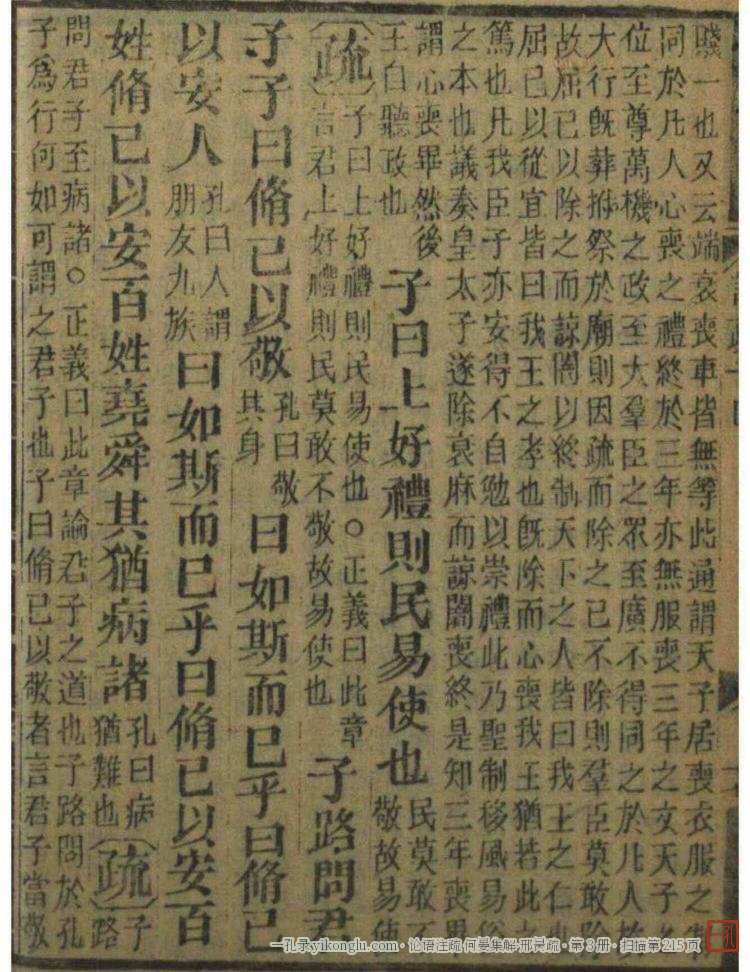 賤一也又云端衰喪車皆無等此通謂天子居喪衣服之制
同於凡人心喪之禮終於三年亦無服喪三年之文天子之
位至尊萬機之政至大羣臣之眾至廣不得同之於凡人故
大行旣葬祔祭於廟則因疏而除之已不除則羣臣莫敢除
故屈已以除之而諒闇以終制天下之人皆曰我王之仁也
屈已以從宜皆曰我王之孝也旣除而心喪我王猶若此之
篤也凡我臣子亦安得不自勉以崇禮此乃聖制移風易俗
之本也議奏皇太子遂除衰麻而諒闇喪終是知三年喪畢
謂心喪畢然後
王白聽政也
子曰上好禮則民易使也
民莫敢不
敬故易使
疏
子曰上好禮則民易使也○正義曰此章
言君上好禮則民莫敢不敬故易使也
子路問君
子子曰脩己以敬
孔曰敬
其身
曰如斯而已乎曰脩己
以安人
孔曰人謂
朋友九族
曰如斯而已乎曰脩己以安百
姓脩己以安百姓堯舜其猶病諸
孔曰病
猶難也
疏
子
路
問君子至病諸○正義曰此章論君子之道也子路問於孔
子爲行何如可謂之君子也子曰脩已以敬者言君子當敬
一孔录yikonglu.com · 论语注疏.何晏集解.邢昺疏 · 第3册 · 扫描第215页